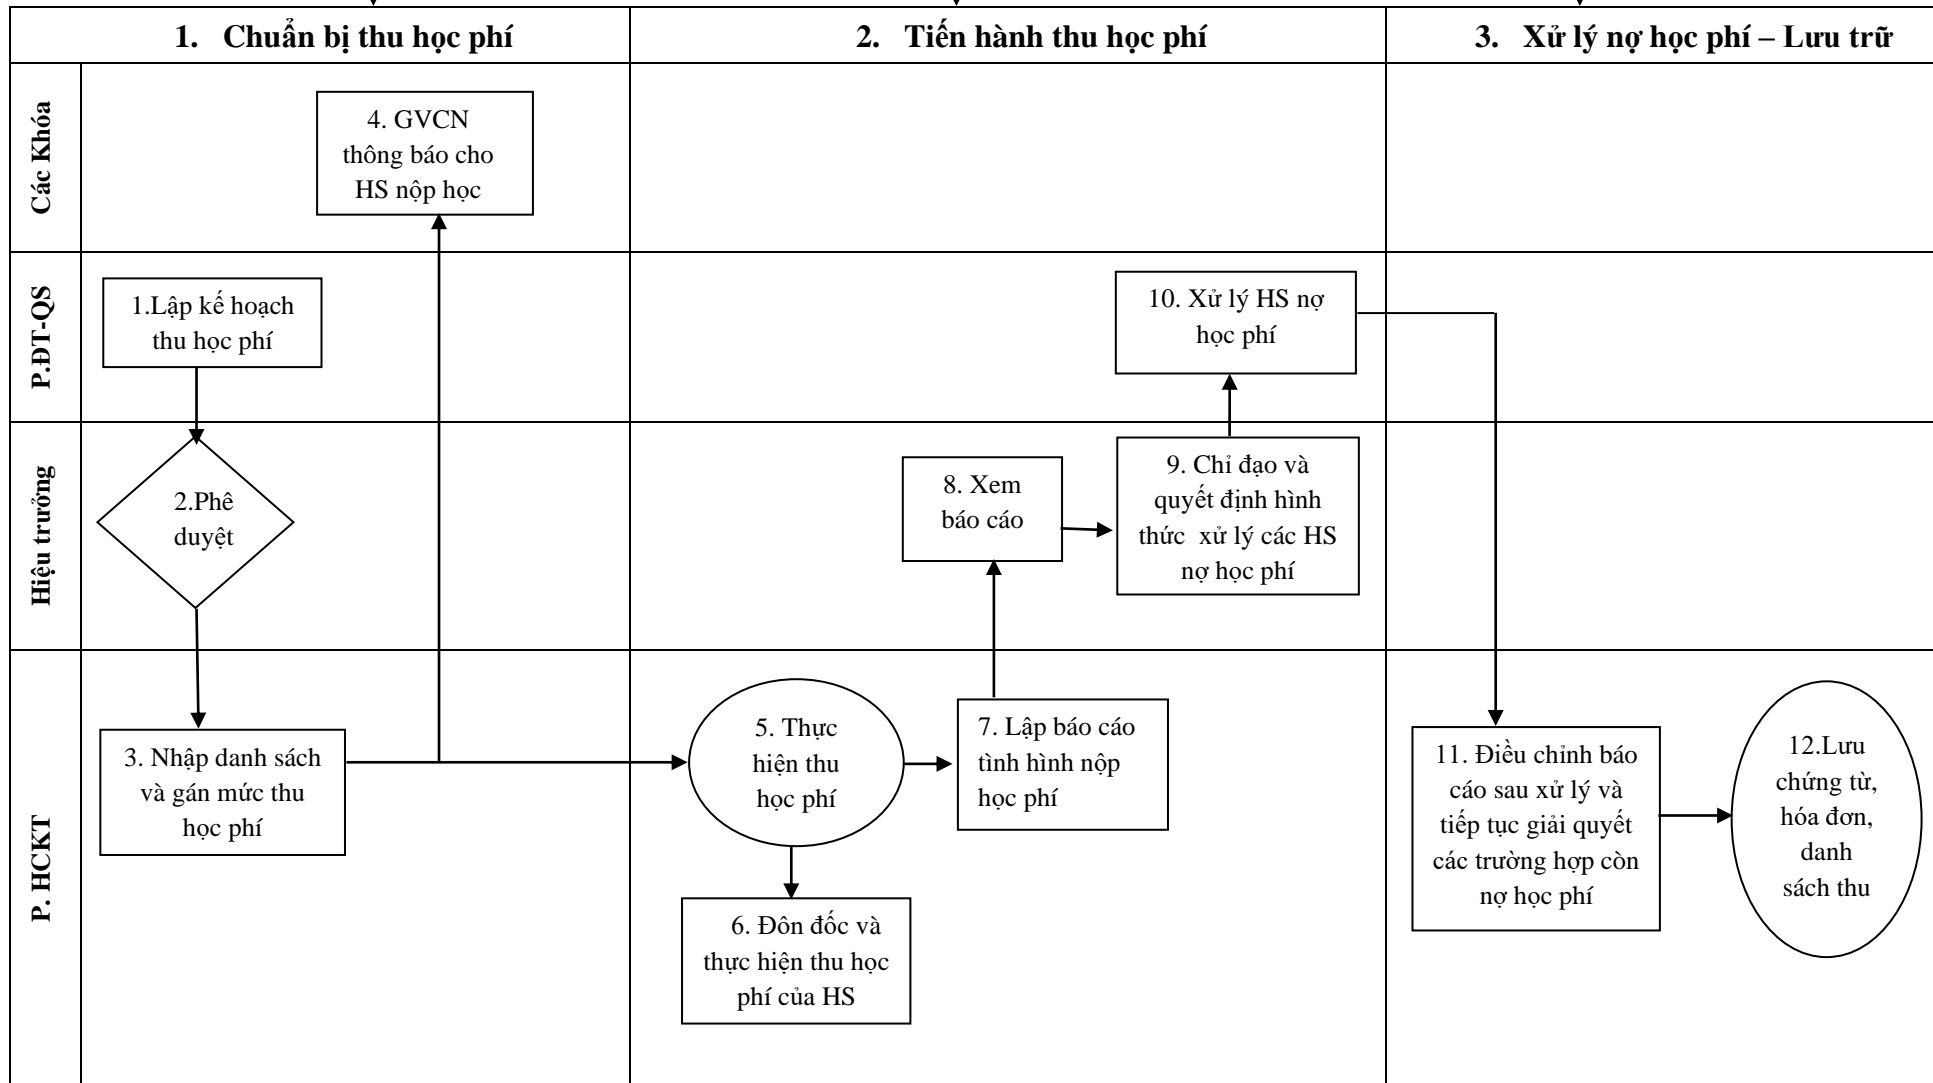 1. Chuẩn bị thu học phí
2. Tiến hành thu học phí
3. Xử lý nợ học phí – Lưu trữ
Các Khóa
4. GVCN
thông báo cho
HS nộp học
P.ĐT-QS
1.Lập kế hoạch
thu học phí
10. Xử lý HS nợ
học phí
Hiệu trưởng
2.Phê
duyệt
8. Xem
báo cáo
9. Chỉ đạo và
quyết định hình
thức xử lý các HS
nợ học phí
P. HCKT
3. Nhập danh sách
và gán mức thu
học phí
5. Thực
hiện thu
học phí
7. Lập báo cáo
tình hình nộp
học phí
6. Đôn đốc và
thực hiện thu học
phí của HS
11. Điều chỉnh báo
cáo sau xử lý và
tiếp tục giải quyết
các trường hợp còn
nợ học phí
12.Lưu
chứng từ,
hóa đơn,
danh
sách thu